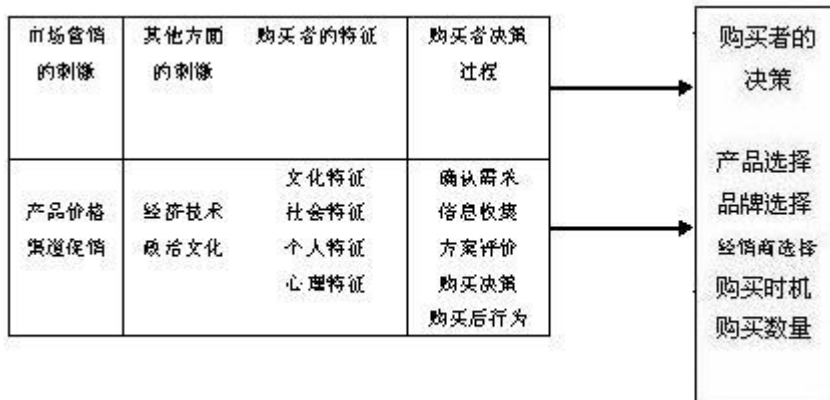 市场营销
的刺激
其他方面
的刺激
购买者的特征
购买者决策
过程
购买者的
决策
产品价格
渠道促销
经济技术
政治文化
文化特征
社会特征
个人特征
心理特征
确认需求
信息收集
方案评价
购买决策
购买后行为
产品选择
品牌选择
经销商选择
购买时机
购买数量